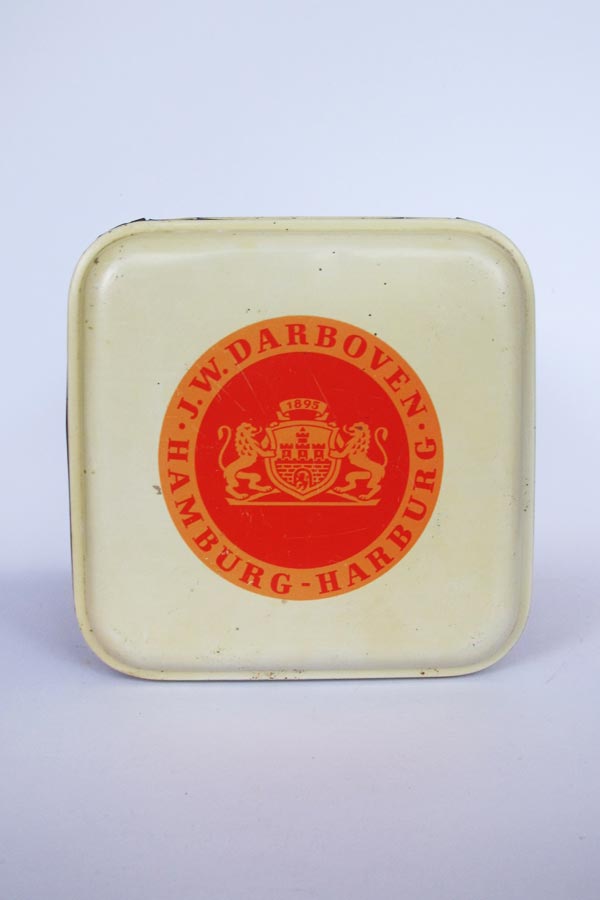 · J.W. DARBOVEN ·
HAMBURG - HARBURG
1895